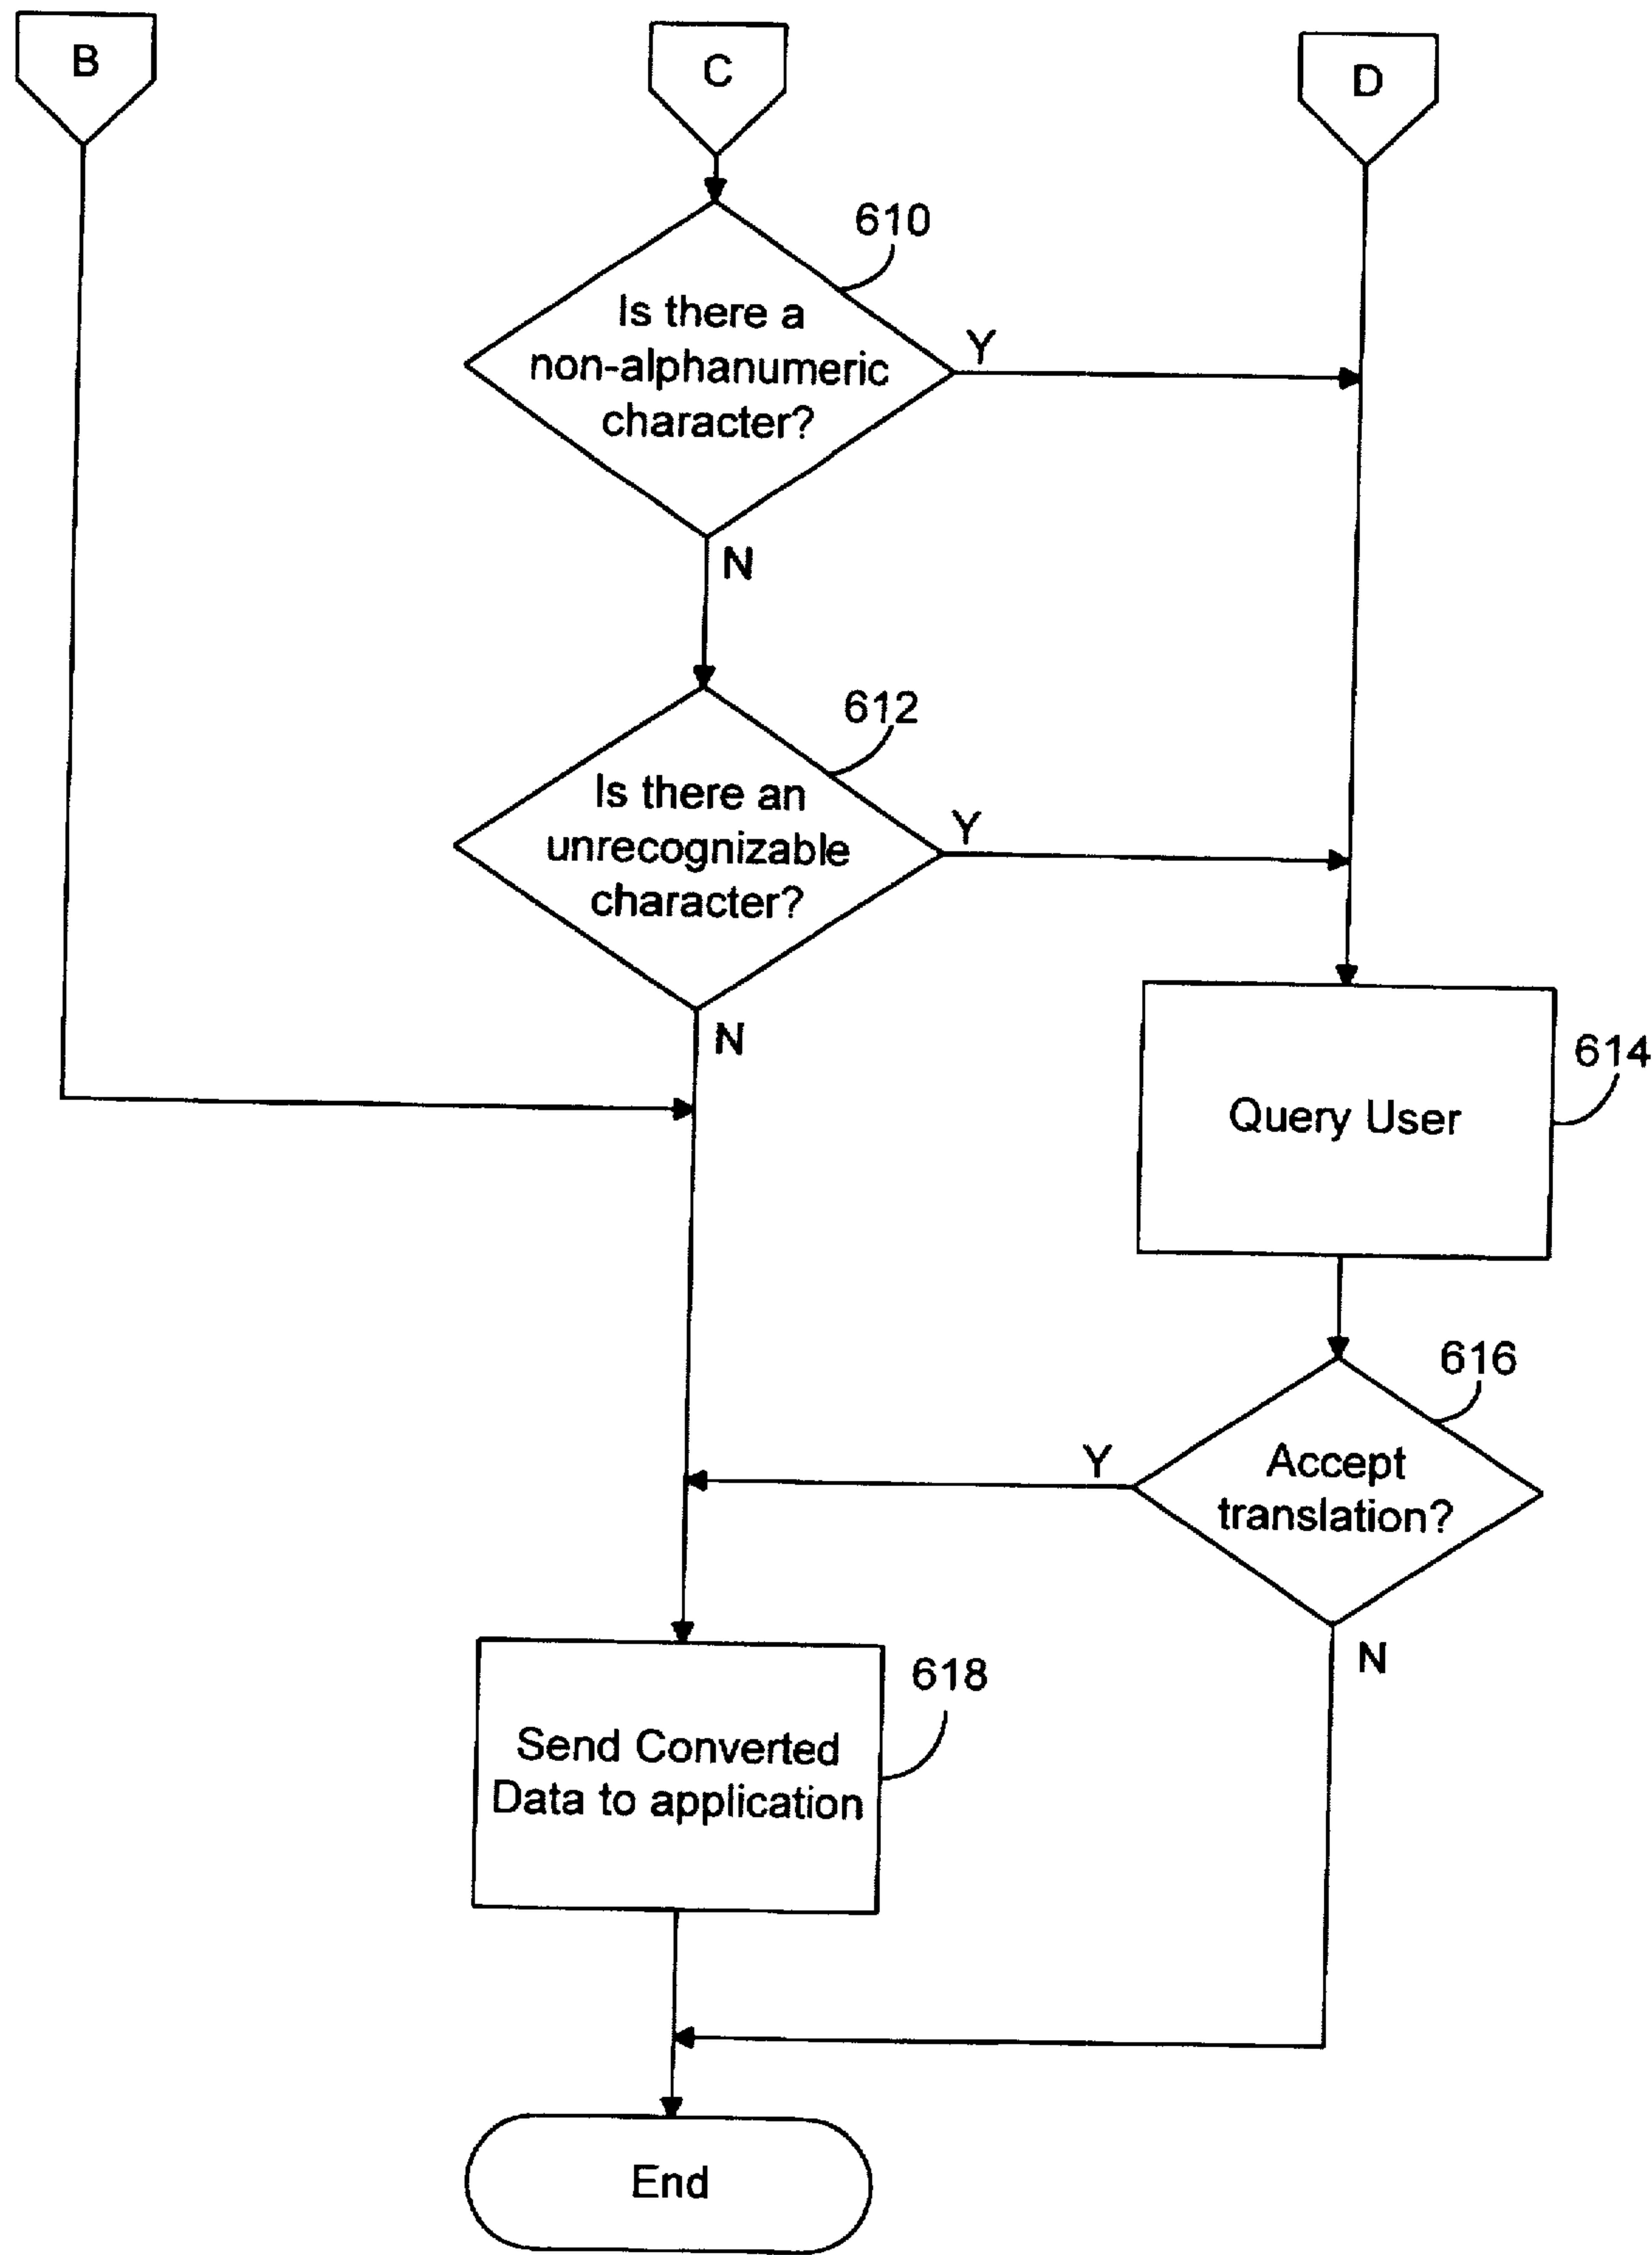 B
C
D
610
Is there a
non-alphanumeric
character?
Y
N
612
Is there an
unrecognizable
character?
Y
N
614
Query User
616
Accept
translation?
Y
N
618
Send Converted
Data to application
End